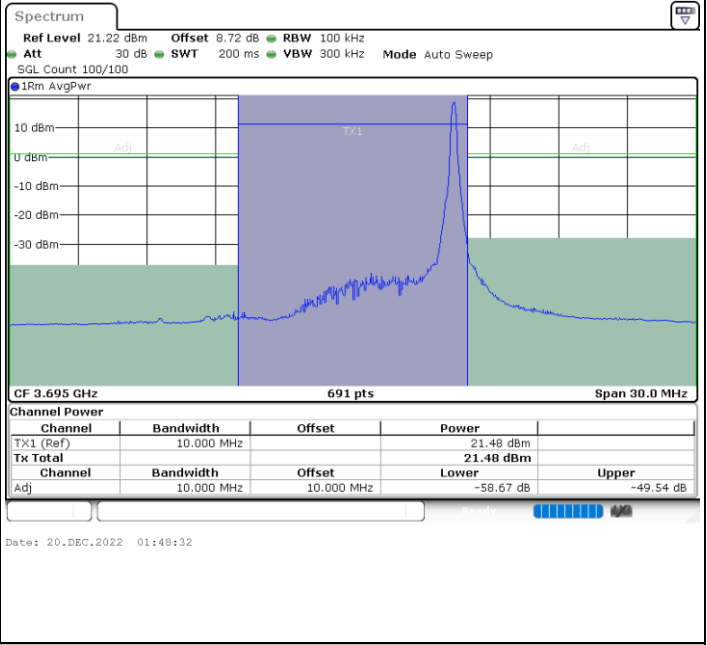 Spectrum
Ref Level 21.22 dBm Offset 8.72 dB RBW 100 kHz
Att 30 dB SWT 200 ms VBW 300 kHz Mode Auto Sweep
SGL Count 100/100
1Rm AvgPwr
10 dBm
TX1
Adj Adj
0 dBm
-10 dBm
-20 dBm
-30 dBm
CF 3.695 GHz 691 pts Span 30.0 MHz
Channel Power
Channel Bandwidth Offset Power
TX1 (Ref) 10.000 MHz 21.48 dBm
Tx Total 21.48 dBm
Channel Bandwidth Offset Lower Upper
Adj 10.000 MHz 10.000 MHz -58.67 dB -49.54 dB
Ready
Date: 20.DEC.2022 01:48:32